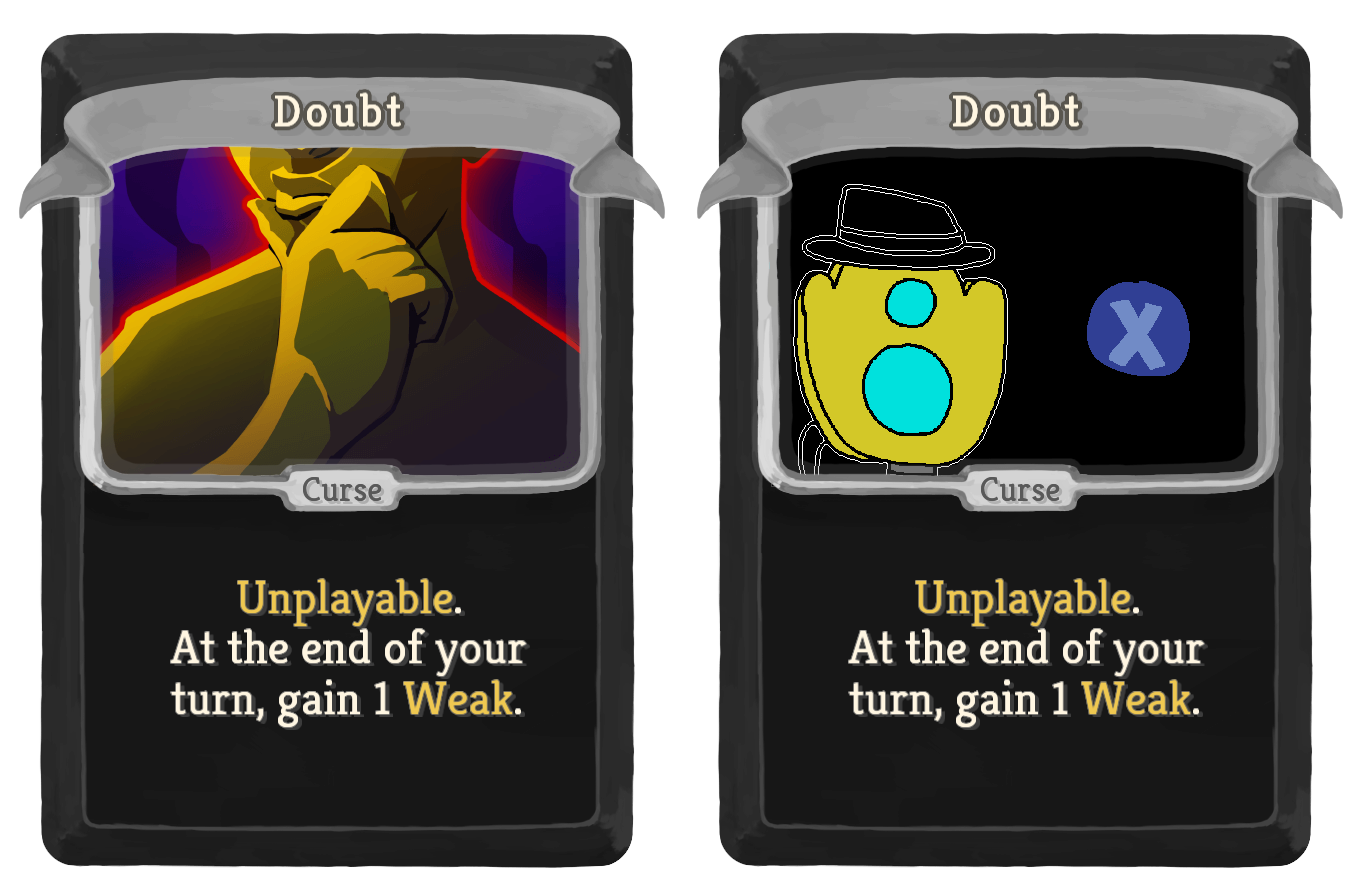 Doubt
Curse
Unplayable.
At the end of your
turn, gain 1 Weak.
Doubt
X
Curse
Unplayable.
At the end of your
turn, gain 1 Weak.